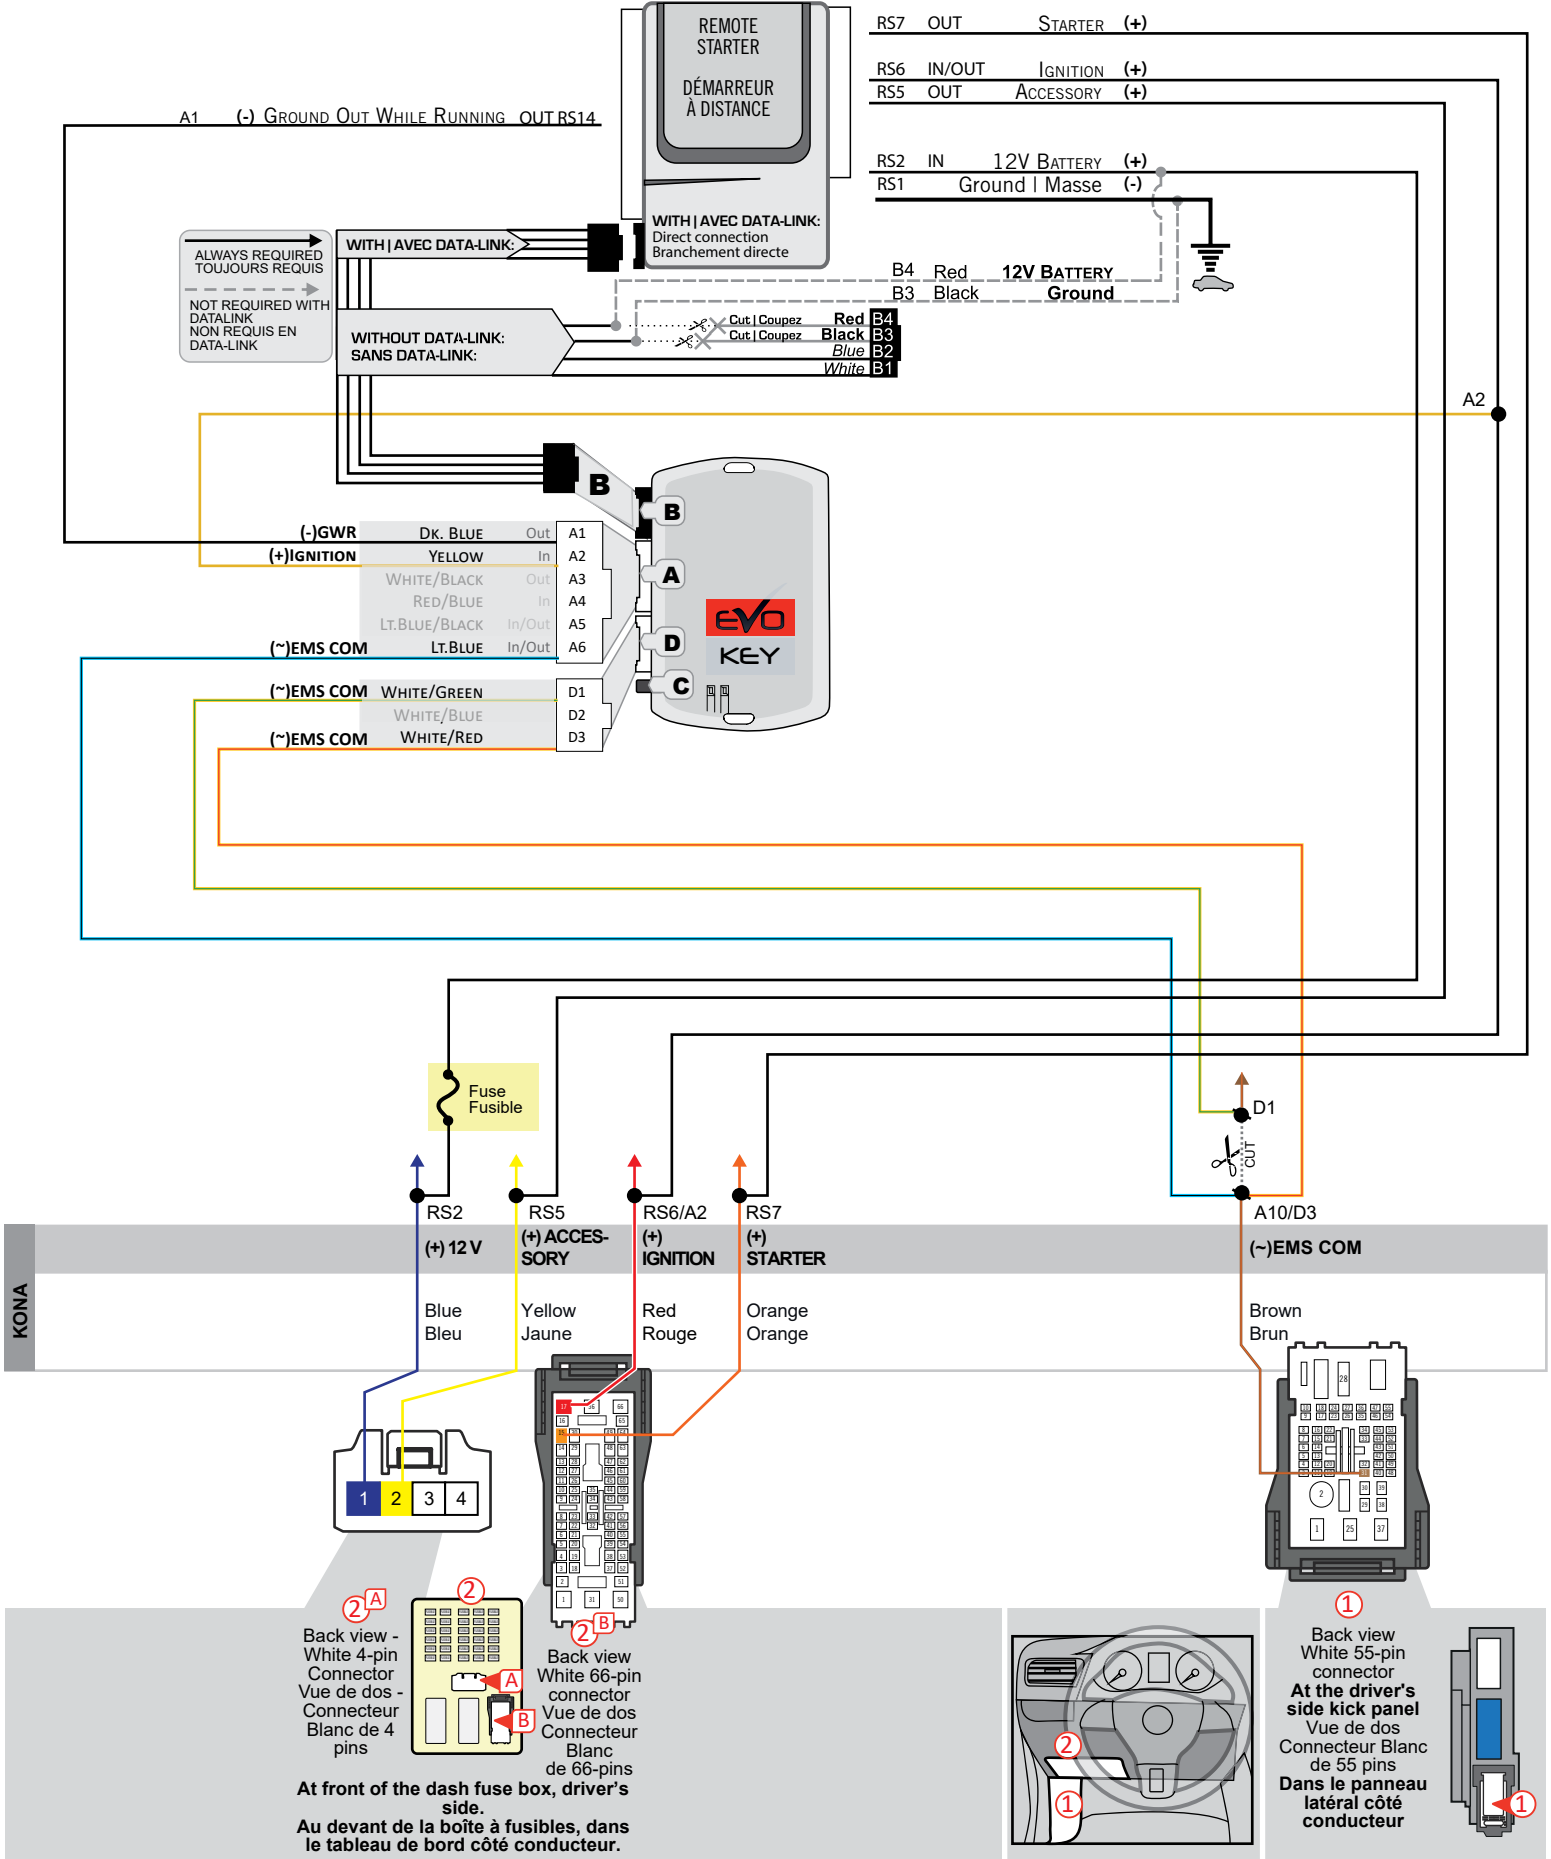 REMOTE
STARTER
DÉMARREUR
À DISTANCE
RS7 OUT STARTER (+)
RS6 IN/OUT IGNITION (+)
RS5 OUT ACCESSORY (+)
A1 (-) GROUND OUT WHILE RUNNING OUT RS14
RS2 IN 12V BATTERY (+)
RS1 Ground | Masse (-)
WITH | AVEC DATA-LINK:
Direct connection
Branchement directe
ALWAYS REQUIRED
TOUJOURS REQUIS
NOT REQUIRED WITH
DATALINK
NON REQUIS EN
DATA-LINK
WITH | AVEC DATA-LINK:
B4 Red 12V BATTERY
B3 Black Ground
WITHOUT DATA-LINK:
SANS DATA-LINK:
Cut | Coupez Red B4
Cut | Coupez Black B3
Blue B2
White B1
A2
B
B
A
D
C
EVO
KEY
(-)GWR DK. BLUE Out A1
(+)IGNITION YELLOW In A2
WHITE/BLACK Out A3
RED/BLUE In A4
LT.BLUE/BLACK In/Out A5
(~)EMS COM LT.BLUE In/Out A6
(~)EMS COM WHITE/GREEN D1
WHITE/BLUE D2
(~)EMS COM WHITE/RED D3
Fuse
Fusible
D1
CUT
RS2 RS5 RS6/A2 RS7 A10/D3
KONA
(+) 12 V
(+) ACCES-
SORY
(+)
IGNITION
(+)
STARTER
(~)EMS COM
Blue
Bleu
Yellow
Jaune
Red
Rouge
Orange
Orange
Brown
Brun
1 2 3 4
2 A
Back view -
White 4-pin
Connector
Vue de dos -
Connecteur
Blanc de 4
pins
2
A
B
2 B
Back view
White 66-pin
connector
Vue de dos
Connecteur
Blanc
de 66-pins
At front of the dash fuse box, driver's
side.
Au devant de la boîte à fusibles, dans
le tableau de bord côté conducteur.
2
1
1
Back view
White 55-pin
connector
At the driver's
side kick panel
Vue de dos
Connecteur Blanc
de 55 pins
Dans le panneau
latéral côté
conducteur
1